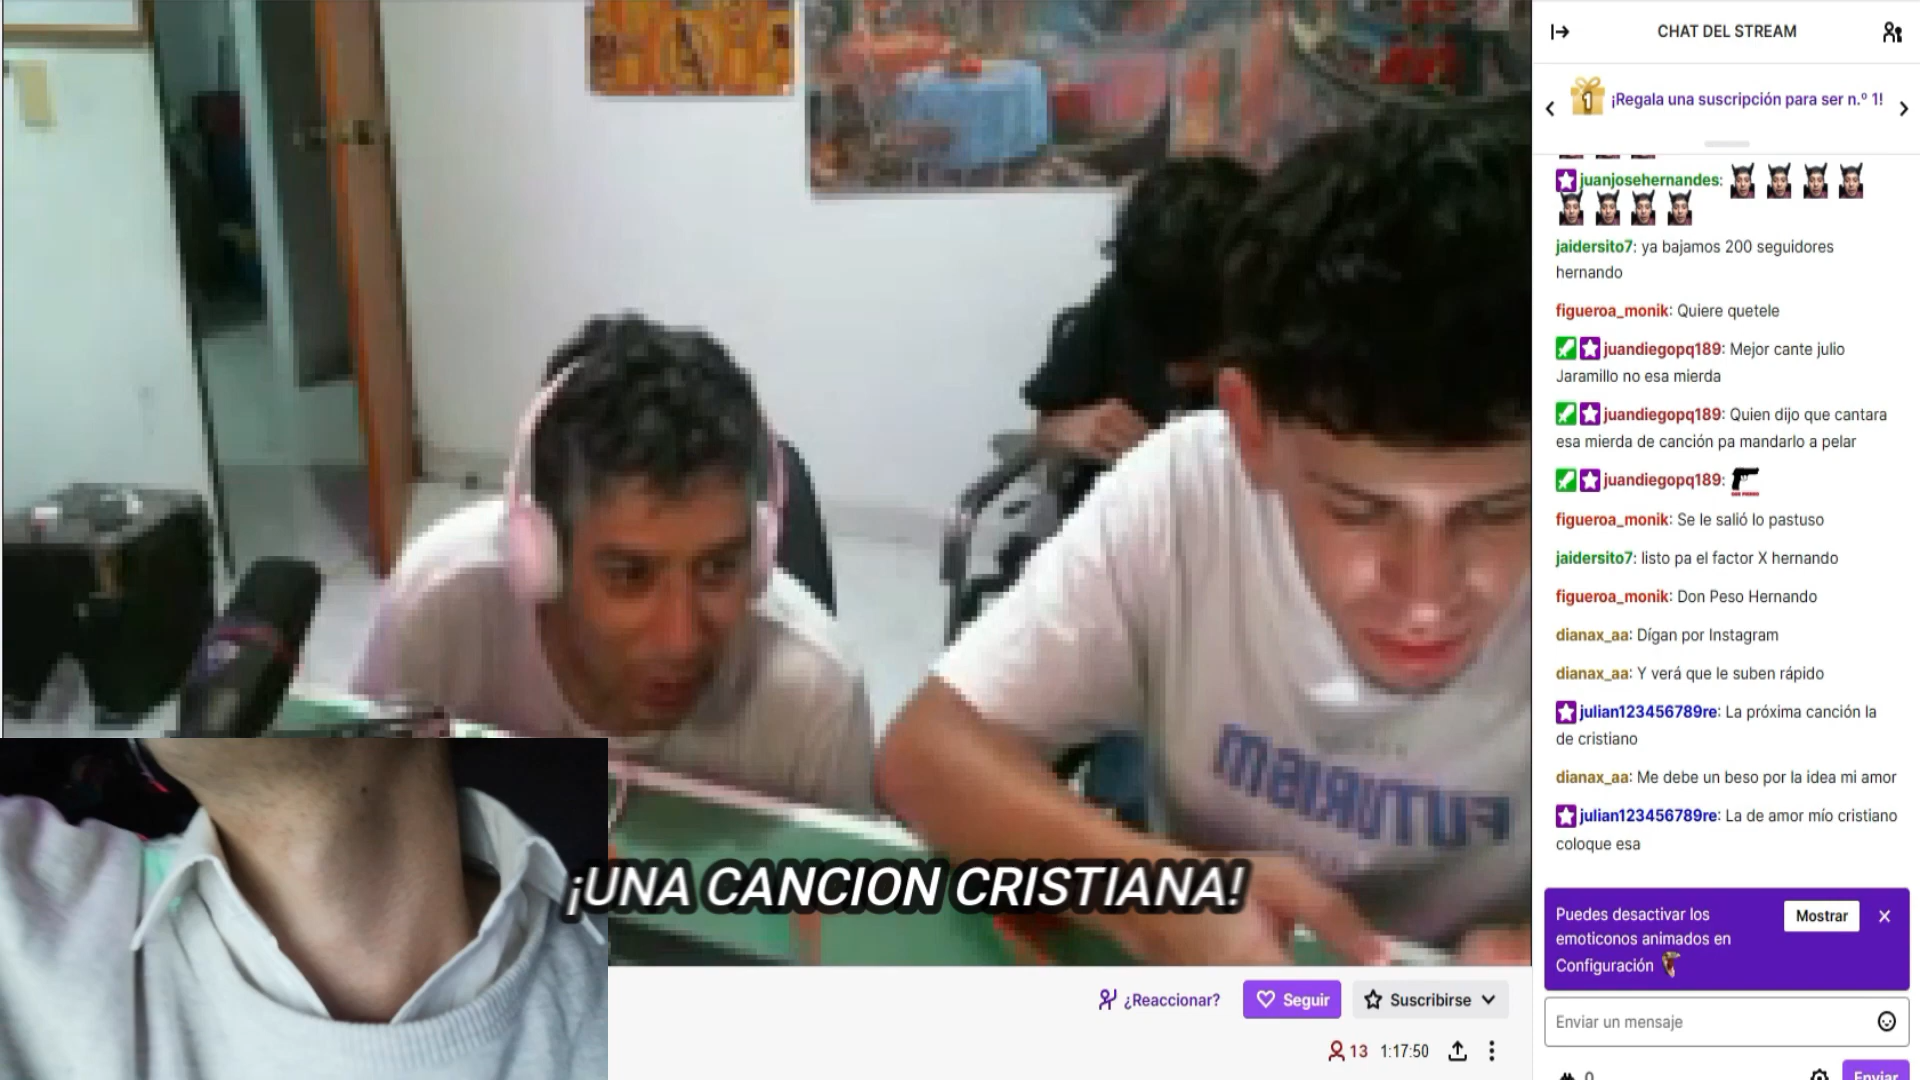 CHAT DEL STREAM
1
¡Regala una suscripción para ser n.º 1!
juanjosehernandes:
jaidersito7: ya bajamos 200 seguidores
hernando
figueroa_monik: Quiere quetele
juandiegopq189: Mejor cante julio
Jaramillo no esa mierda
juandiegopq189: Quien dijo que cantara
esa mierda de canción pa mandarlo a pelar
juandiegopq189:
figueroa_monik: Se le salió lo pastuso
jaidersito7: listo pa el factor X hernando
figueroa_monik: Don Peso Hernando
dianax_aa: Dígan por Instagram
dianax_aa: Y verá que le suben rápido
julian123456789re: La próxima canción la
de cristiano
dianax_aa: Me debe un beso por la idea mi amor
julian123456789re: La de amor mío cristiano
coloque esa
FUTURISM
¡UNA CANCION CRISTIANA!
Puedes desactivar los
emoticonos animados en
Configuración
Mostrar
¿Reaccionar?
Seguir
Suscribirse
Enviar un mensaje
13 1:17:50
0
Enviar